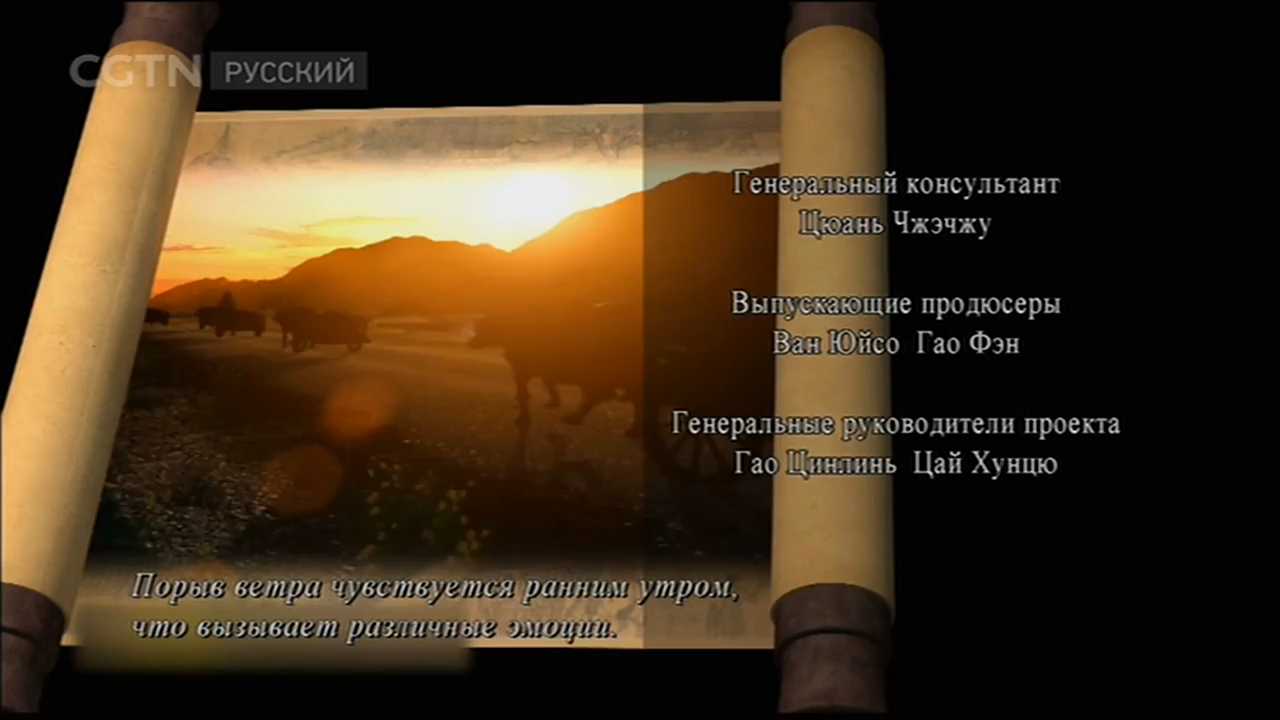 CGTN РУССКИЙ
Генеральный консультант
Цюань Чжэчжу
Выпускающие продюсеры
Ван Юйсо Гао Фэн
Генеральные руководители проекта
Гао Цинлинь Цай Хунцю
Порыв ветра чувствуется ранним утром,
что вызывает различные эмоции.